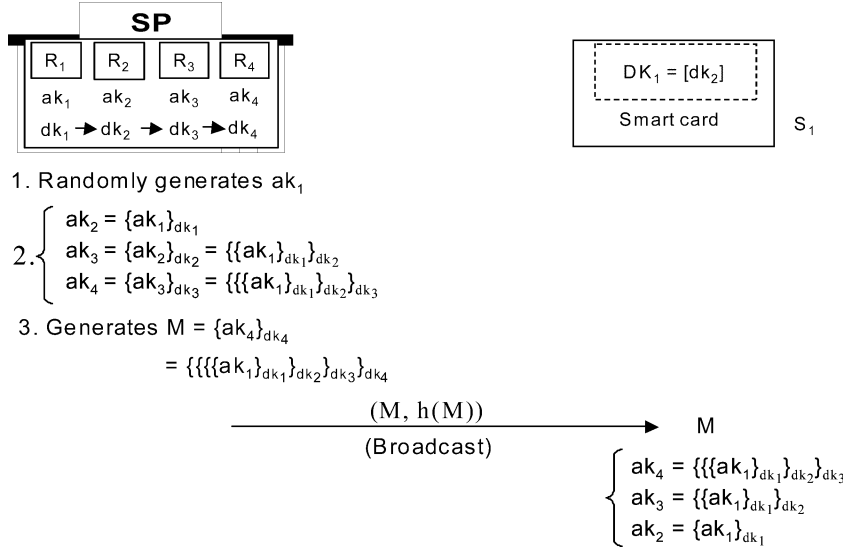 SP
R₁ R₂ R₃ R₄
ak₁ ak₂ ak₃ ak₄
dk₁ → dk₂ → dk₃ → dk₄
DK₁ = [dk₂]
Smart card
S₁
1. Randomly generates ak₁
2.
ak₂ = {ak₁}dk₁
ak₃ = {ak₂}dk₂ = {{ak₁}dk₁}dk₂
ak₄ = {ak₃}dk₃ = {{{ak₁}dk₁}dk₂}dk₃
3. Generates M = {ak₄}dk₄
= {{{{ak₁}dk₁}dk₂}dk₃}dk₄
(M, h(M))
(Broadcast)
M
ak₄ = {{{ak₁}dk₁}dk₂}dk₃
ak₃ = {{ak₁}dk₁}dk₂
ak₂ = {ak₁}dk₁